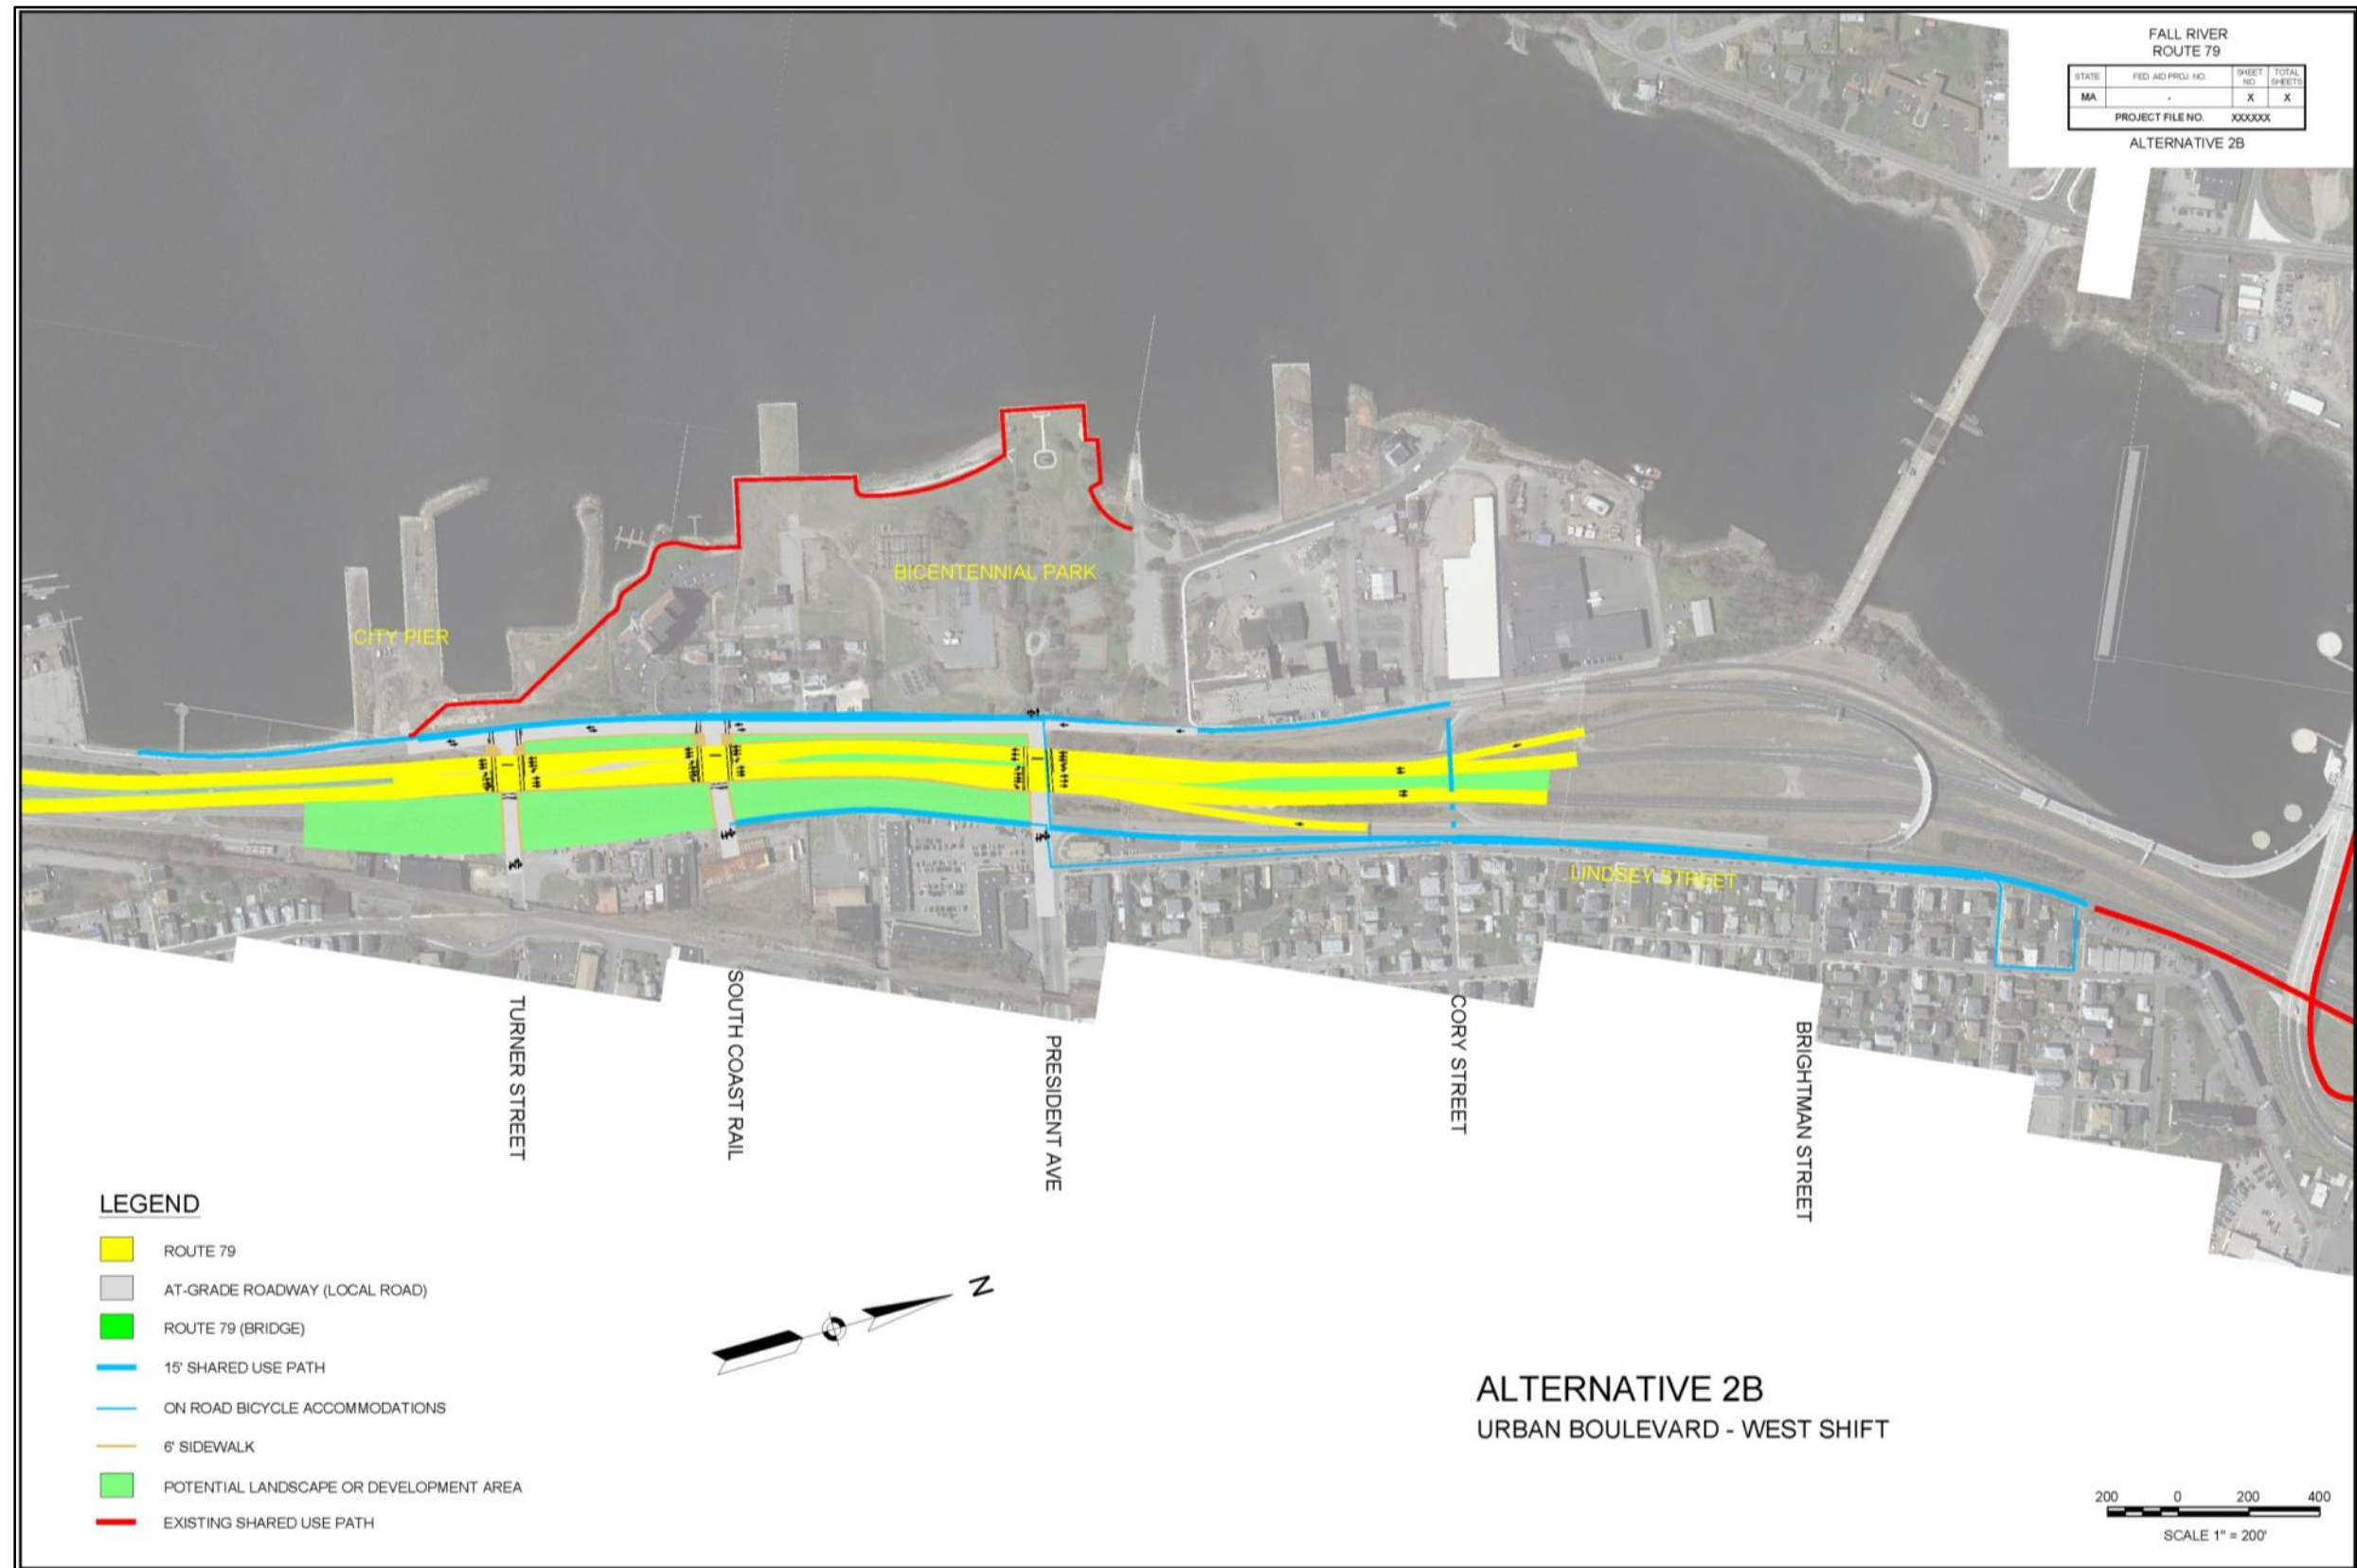 FALL RIVER
ROUTE 79
STATE FED. AID PROJ. NO. SHEET NO. TOTAL SHEETS
MA - X X
PROJECT FILE NO. XXXXXX
ALTERNATIVE 2B
BICENTENNIAL PARK
CITY PIER
LINDSEY STREET
TURNER STREET
SOUTH COAST RAIL
PRESIDENT AVE
CORY STREET
BRIGHTMAN STREET
LEGEND
ROUTE 79
AT-GRADE ROADWAY (LOCAL ROAD)
ROUTE 79 (BRIDGE)
15' SHARED USE PATH
ON ROAD BICYCLE ACCOMMODATIONS
6' SIDEWALK
POTENTIAL LANDSCAPE OR DEVELOPMENT AREA
EXISTING SHARED USE PATH
N
ALTERNATIVE 2B
URBAN BOULEVARD - WEST SHIFT
200 0 200 400
SCALE 1" = 200'